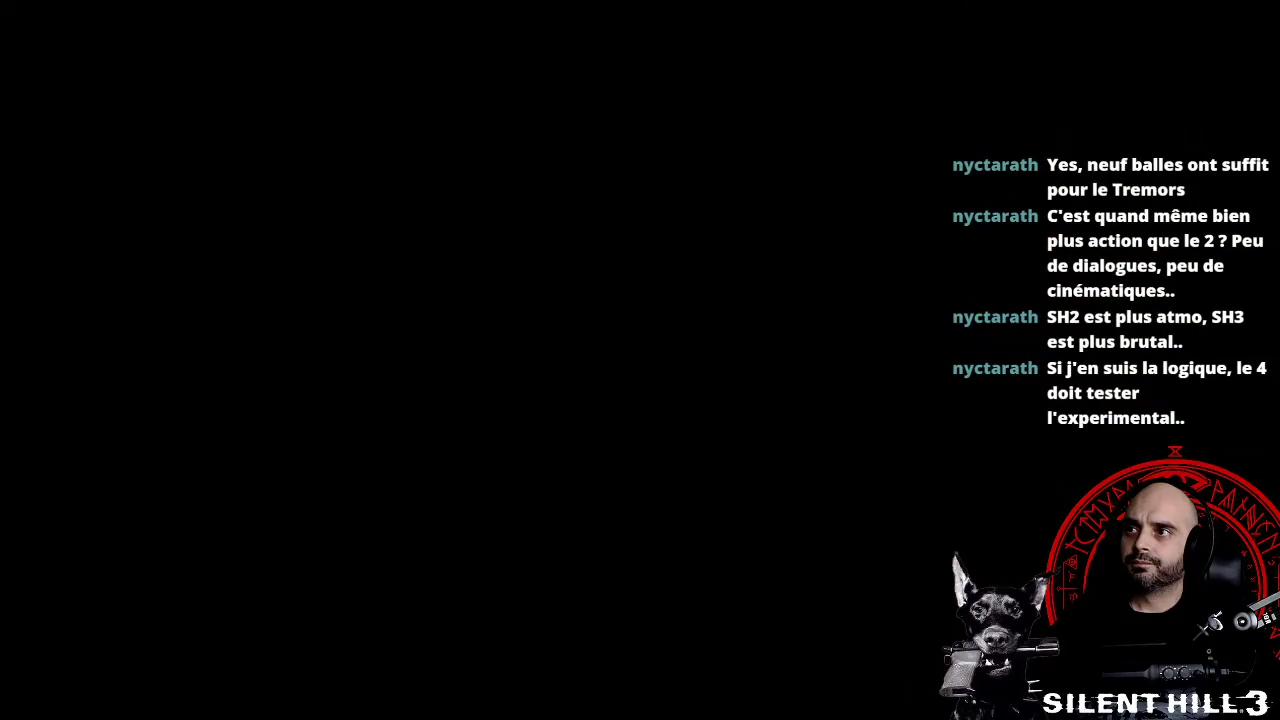 nyctarath Yes, neuf balles ont suffit
pour le Tremors
nyctarath C'est quand même bien
plus action que le 2 ? Peu
de dialogues, peu de
cinématiques..
nyctarath SH2 est plus atmo, SH3
est plus brutal..
nyctarath Si j'en suis la logique, le 4
doit tester
l'experimental..
SILENT HILL 3